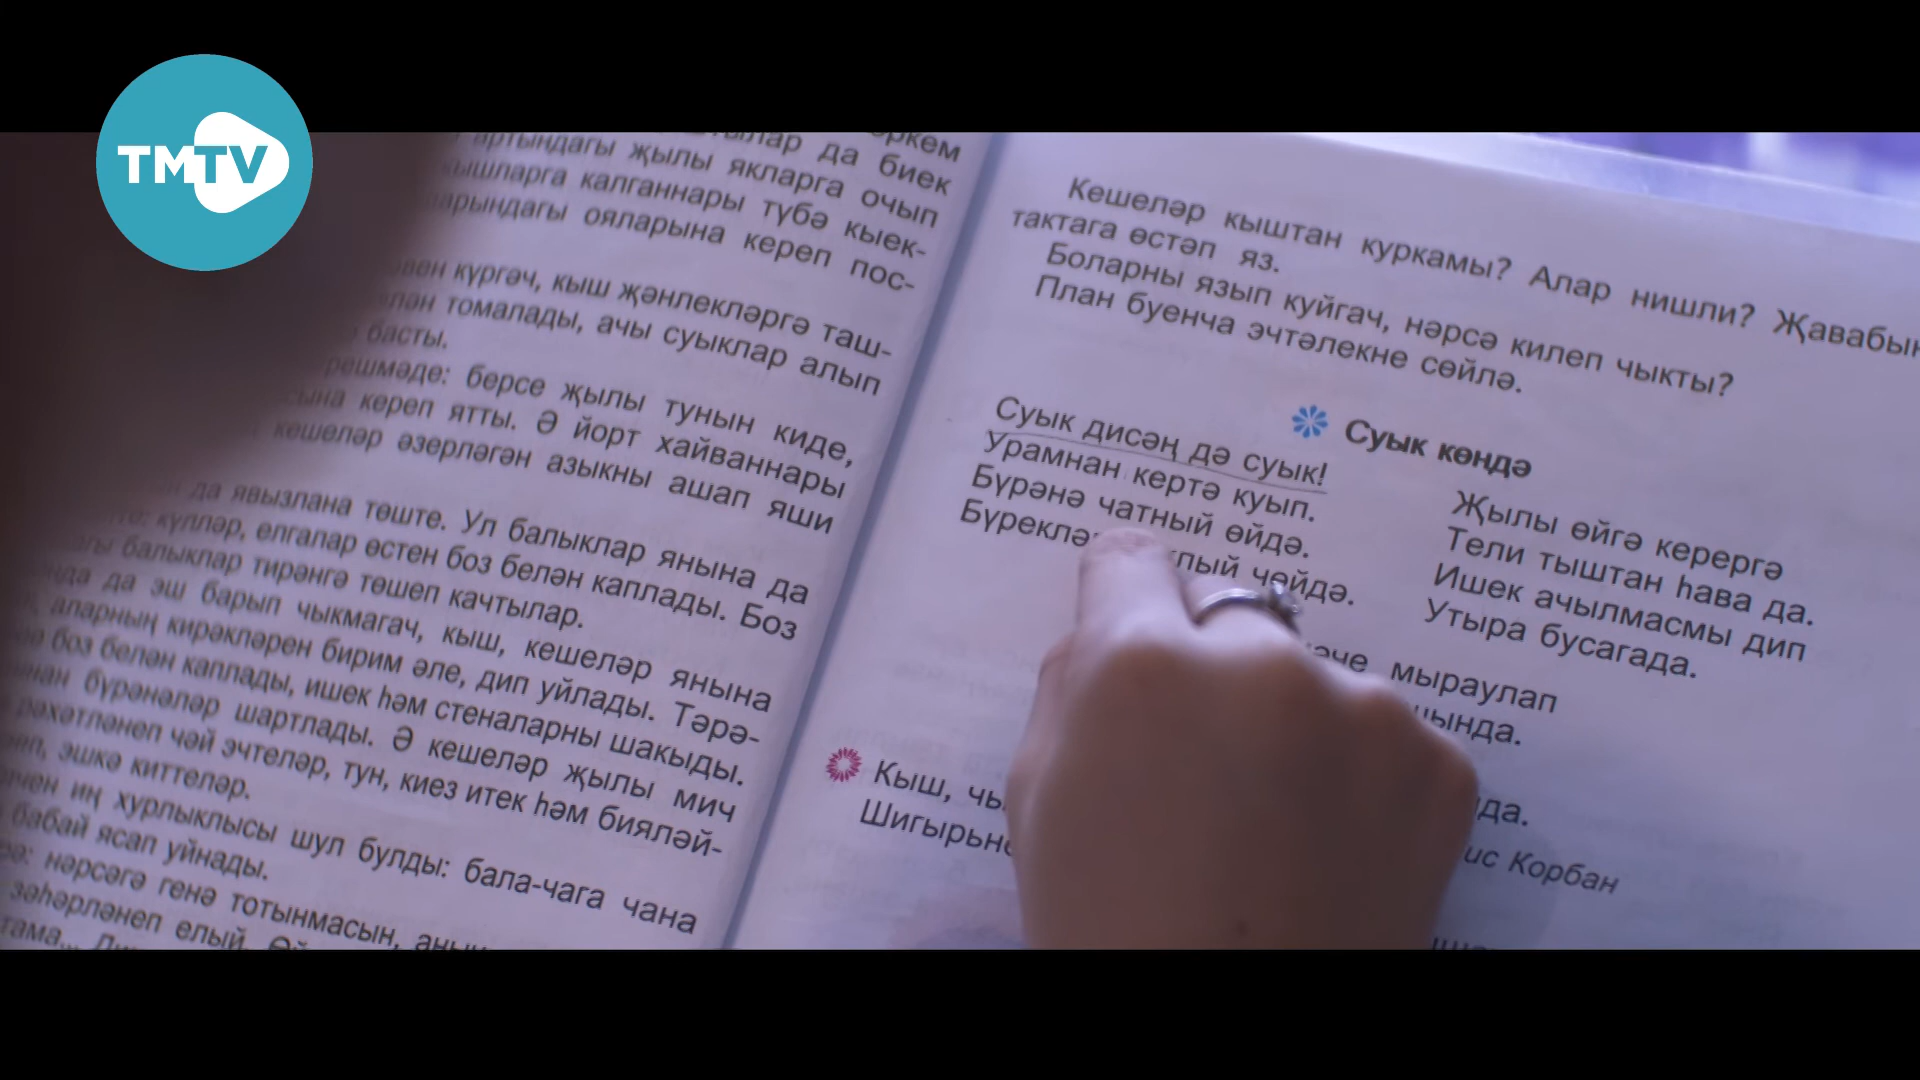 TMTV
да биек
артындагы җылы якларга очып
калганнары түбә кыек-
ояларына кереп пос-
күргәч, кыш җәнлекләргә таш-
томалады, ачы суыклар алып
басты.
берсе җылы тунын киде,
кереп ятты. Ә йорт хайваннары
кешеләр әзерләгән азыкны ашап яши
да явызлана төште. Ул балыклар янына да
күлләр, елгалар өстен боз белән каплады. Боз
балыклар тирәнгә төшеп качтылар.
да эш барып чыкмагач, кыш, кешеләр янына
аларның кирәкләрен бирим әле, дип уйлады. Тәрә-
боз белән каплады, ишек һәм стеналарны шакыды.
бүрәнәләр шартлады. Ә кешеләр җылы мич
рәхәтләнеп чәй эчтеләр, тун, киез итек һәм бияләй-
эшкә киттеләр.
иң хурлыклысы шул булды: бала-чага чана
бабай ясап уйнады.
нәрсәгә генә тотынмасын,
зәһәрләнеп елый.
Кешеләр кыштан куркамы? Алар нишли? Җавабын
тактага өстәп яз.
Боларны язып куйгач, нәрсә килеп чыкты?
План буенча эчтәлекне сөйлә.
Суык көндә
Суык дисәң дә суык!
Урамнан кертә куып.
Бүрәнә чатный өйдә.
чөйдә.
Җылы өйгә керергә
Тели тыштан һава да.
Ишек ачылмасмы дип
Утыра бусагада.
мыраулап
Корбан
Кыш,